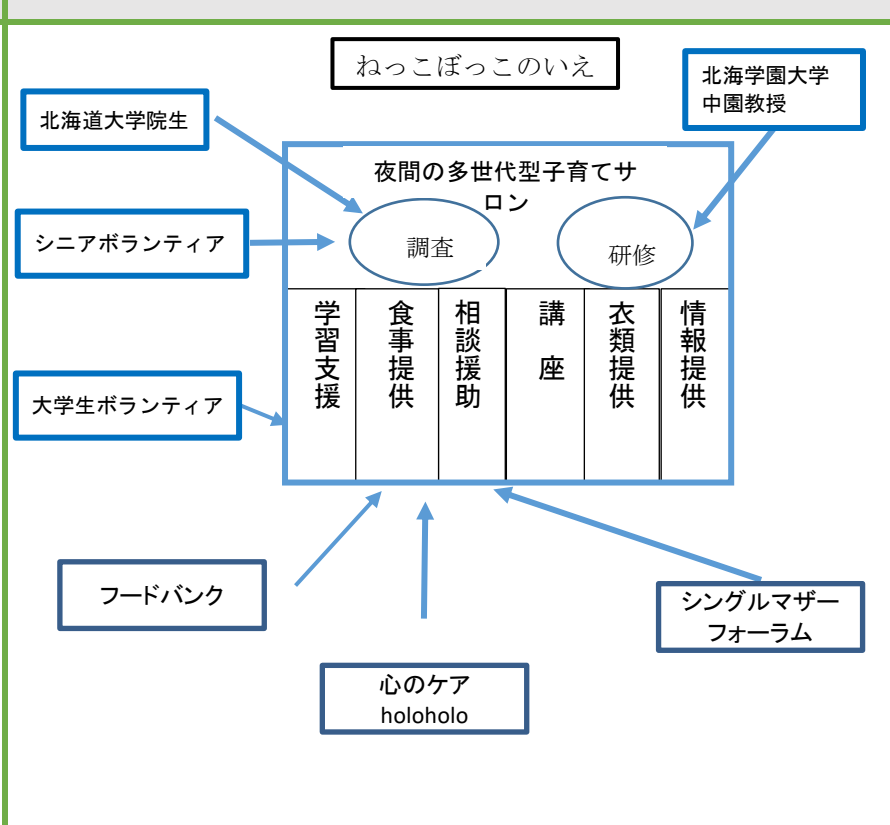 ねっこぼっこのいえ
北海学園大学
中園教授
北海道大学院生
夜間の多世代型子育てサ
ロン
シニアボランティア
調査
研修
学習支援
食事提供
相談援助
講座
衣類提供
情報提供
大学生ボランティア
フードバンク
シングルマザー
フォーラム
心のケア
holoholo